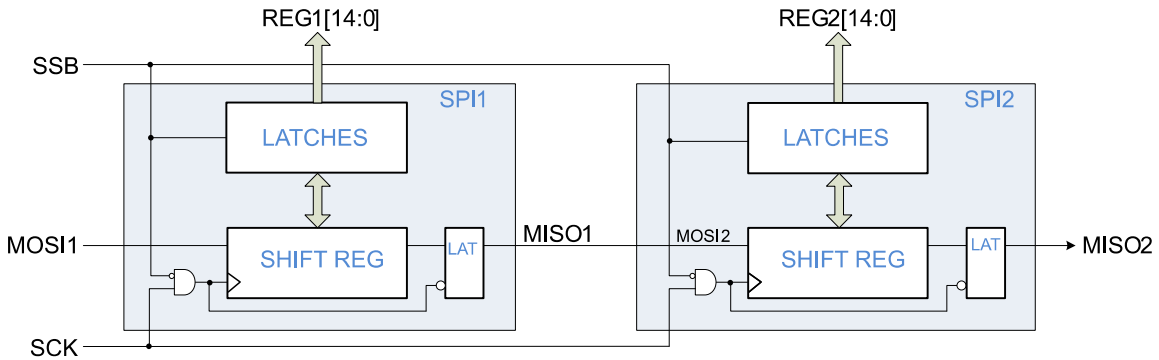 REG1[14:0]
REG2[14:0]
SSB
SPI1
SPI2
LATCHES
LATCHES
MOSI1
SHIFT REG
LAT
MISO1
MOSI2
SHIFT REG
LAT
MISO2
SCK